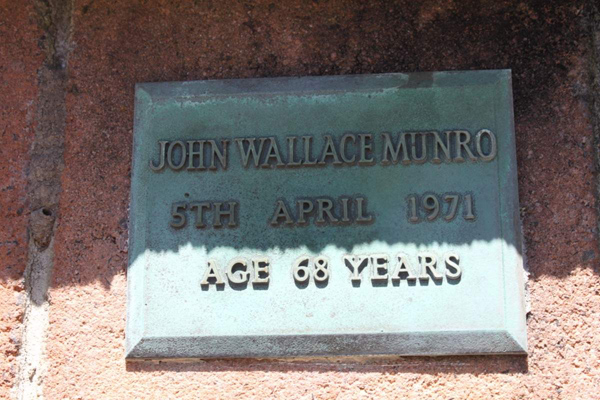 JOHN WALLACE MUNRO
5TH APRIL 1971
AGE 68 YEARS